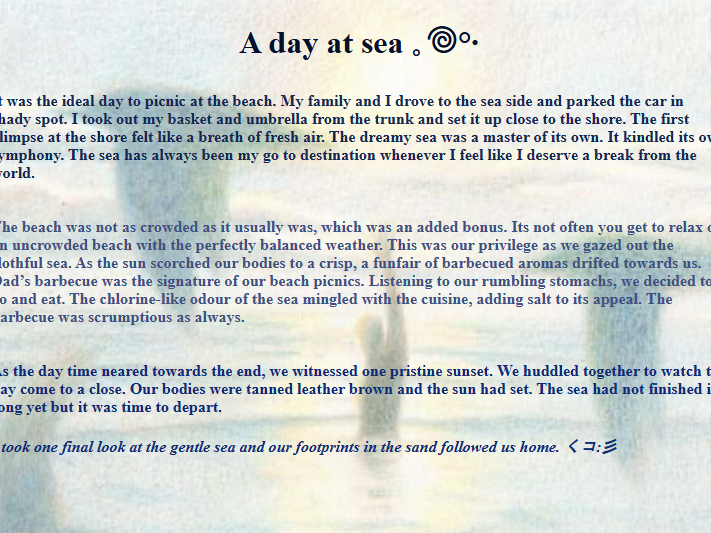 A day at sea 。꩜°‧
t was the ideal day to picnic at the beach. My family and I drove to the sea side and parked the car in
hady spot. I took out my basket and umbrella from the trunk and set it up close to the shore. The first
limpse at the shore felt like a breath of fresh air. The dreamy sea was a master of its own. It kindled its ow
ymphony. The sea has always been my go to destination whenever I feel like I deserve a break from the
vorld.
The beach was not as crowded as it usually was, which was an added bonus. Its not often you get to relax o
n uncrowded beach with the perfectly balanced weather. This was our privilege as we gazed out the
lothful sea. As the sun scorched our bodies to a crisp, a funfair of barbecued aromas drifted towards us.
Dad’s barbecue was the signature of our beach picnics. Listening to our rumbling stomachs, we decided to
o and eat. The chlorine-like odour of the sea mingled with the cuisine, adding salt to its appeal. The
arbecue was scrumptious as always.
As the day time neared towards the end, we witnessed one pristine sunset. We huddled together to watch t
ay come to a close. Our bodies were tanned leather brown and the sun had set. The sea had not finished i
ong yet but it was time to depart.
took one final look at the gentle sea and our footprints in the sand followed us home. くコ:彡